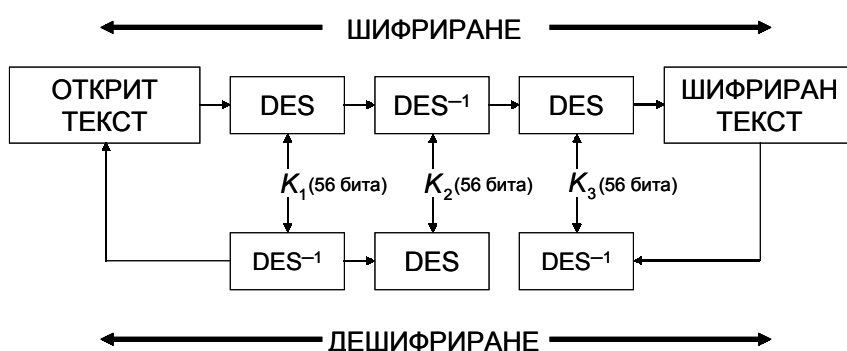 ШИФРИРАНЕ
ОТКРИТ
ТЕКСТ
DES
DES–1
DES
ШИФРИРАН
ТЕКСТ
K1(56 бита)
K2(56 бита)
K3(56 бита)
DES–1
DES
DES–1
ДЕШИФРИРАНЕ